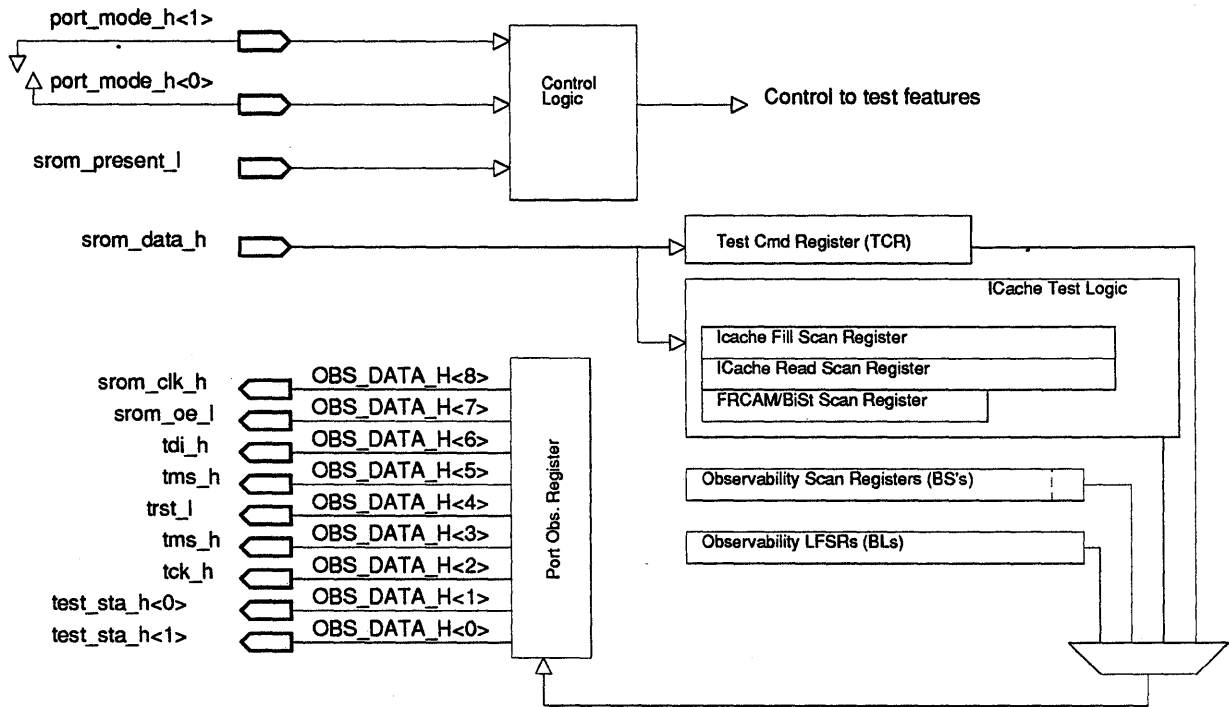 port_mode_h<1>
port_mode_h<0>
Control
Logic
Control to test features
srom_present_l
srom_data_h
Test Cmd Register (TCR)
ICache Test Logic
Icache Fill Scan Register
ICache Read Scan Register
FRCAM/BiSt Scan Register
srom_clk_h
OBS_DATA_H<8>
srom_oe_l
OBS_DATA_H<7>
tdi_h
OBS_DATA_H<6>
tms_h
OBS_DATA_H<5>
trst_l
OBS_DATA_H<4>
tms_h
OBS_DATA_H<3>
tck_h
OBS_DATA_H<2>
test_sta_h<0>
OBS_DATA_H<1>
test_sta_h<1>
OBS_DATA_H<0>
Port Obs. Register
Observability Scan Registers (BS's)
Observability LFSRs (BLs)